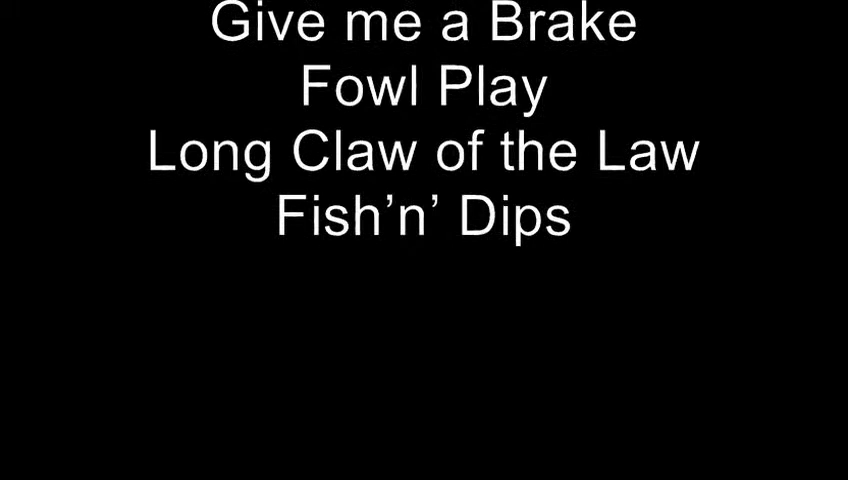 Give me a Brake
Fowl Play
Long Claw of the Law
Fish’n’ Dips